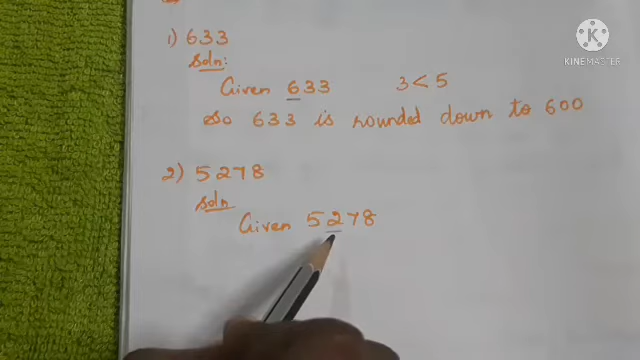 KINEMASTER
1) 633
Soln:
Given 633 3 < 5
So 633 is rounded down to 600
2) 5278
Soln
Given 5278